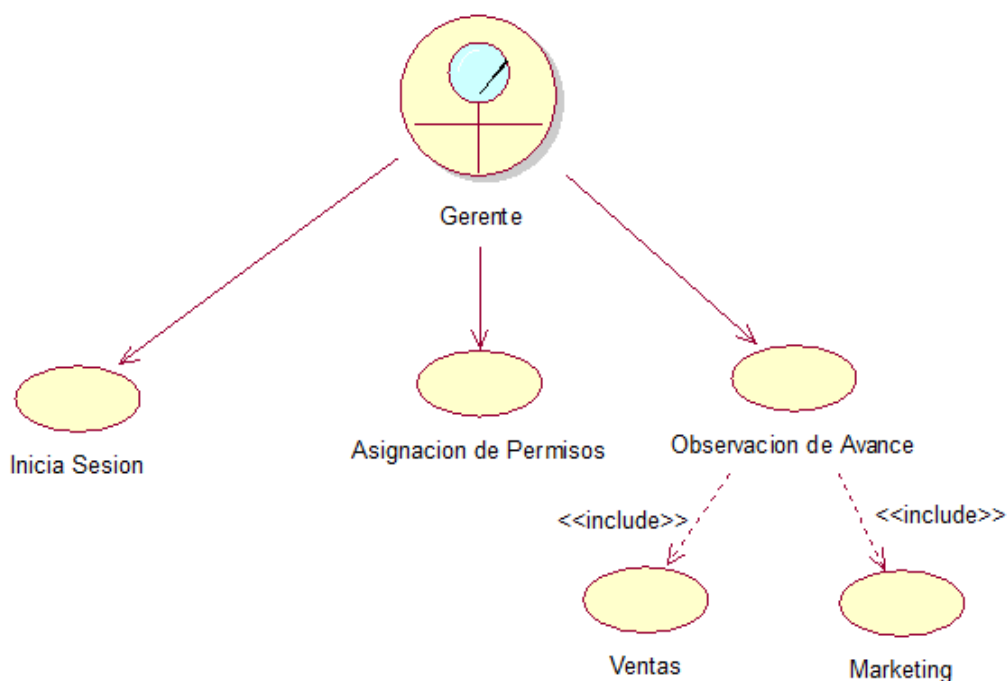 Gerente
Inicia Sesion
Asignacion de Permisos
Observacion de Avance
<<include>>
<<include>>
Ventas
Marketing